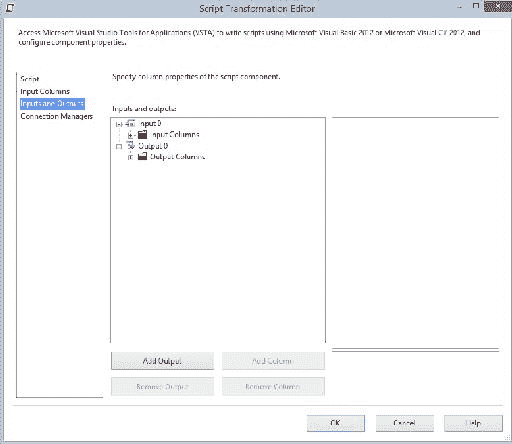 Script Transformation Editor
Access Microsoft Visual Studio Tools for Applications (VSTA) to write scripts using Microsoft Visual Basic 2012 or Microsoft Visual C# 2012, and
configure component properties.
Script
Input Columns
Inputs and Outputs
Connection Managers
Specify column properties of the script component.
Inputs and outputs:
Input 0
Input Columns
Output 0
Output Columns
Add Output
Add Column
Remove Output
Remove Column
OK
Cancel
Help